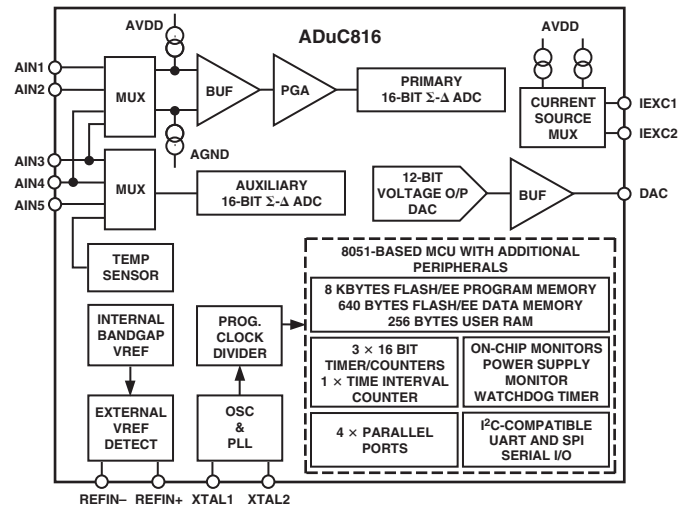 ADuC816
AVDD
AVDD
AIN1
AIN2
AIN3
AIN4
AIN5
MUX
BUF
PGA
PRIMARY
16-BIT Σ-Δ ADC
CURRENT
SOURCE
MUX
IEXC1
IEXC2
AGND
MUX
AUXILIARY
16-BIT Σ-Δ ADC
12-BIT
VOLTAGE O/P
DAC
BUF
DAC
TEMP
SENSOR
8051-BASED MCU WITH ADDITIONAL
PERIPHERALS
8 KBYTES FLASH/EE PROGRAM MEMORY
640 BYTES FLASH/EE DATA MEMORY
256 BYTES USER RAM
INTERNAL
BANDGAP
VREF
PROG.
CLOCK
DIVIDER
3 × 16 BIT
TIMER/COUNTERS
1 × TIME INTERVAL
COUNTER
ON-CHIP MONITORS
POWER SUPPLY
MONITOR
WATCHDOG TIMER
EXTERNAL
VREF
DETECT
OSC
&
PLL
4 × PARALLEL
PORTS
I²C-COMPATIBLE
UART AND SPI
SERIAL I/O
REFIN–
REFIN+
XTAL1
XTAL2